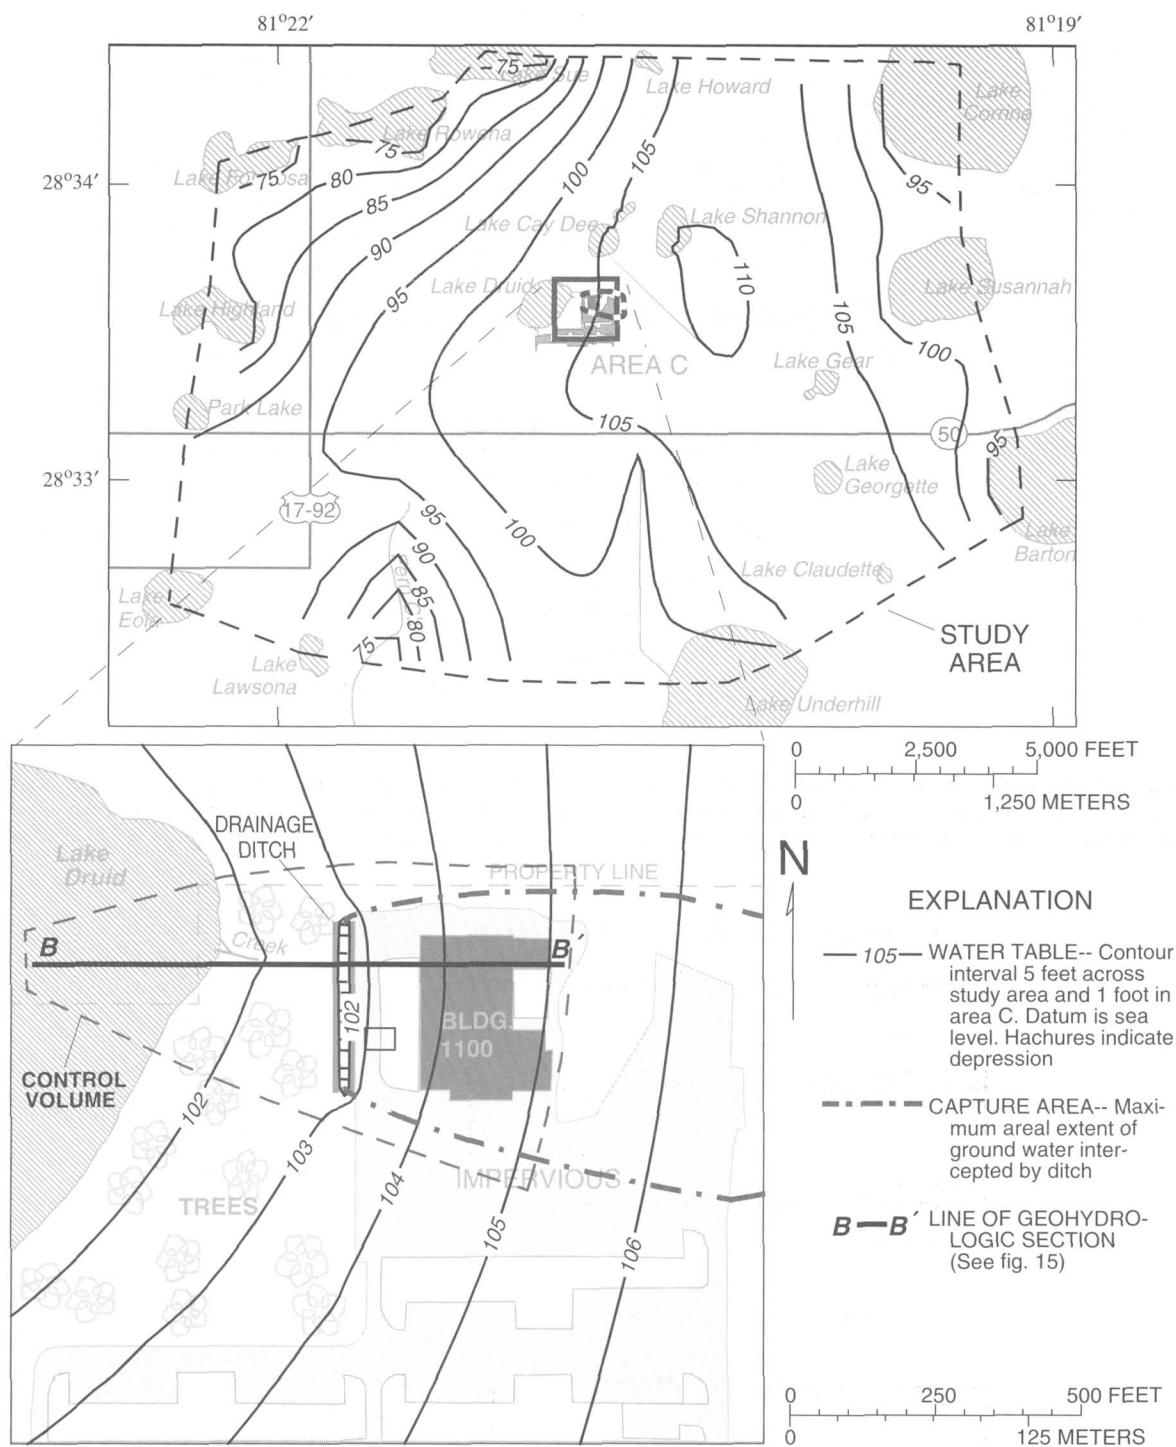 81°22′
81°19′
75
Lake Sue
Lake Howard
Lake Corrine
Lake Rowena
75
28°34′
Lake Formosa
75
80
85
90
95
100
105
Lake Cay Dee
Lake Shannon
95
110
Lake Druid
Lake Susannah
Lake Highland
105
AREA C
Lake Gear
100
Park Lake
105
50
95
28°33′
Lake
Georgette
17-92
95
100
90
Lake
Barton
Lake Claudette
85
80
75
Lake
Eola
Lake
Lawsona
STUDY
AREA
Lake Underhill
0 2,500 5,000 FEET
0 1,250 METERS
DRAINAGE
DITCH
Lake
Druid
PROPERTY LINE
N
B
Creek
B′
102
BLDG.
1100
CONTROL
VOLUME
102
103
104
105
106
IMPERVIOUS
TREES
EXPLANATION
105 WATER TABLE-- Contour
interval 5 feet across
study area and 1 foot in
area C. Datum is sea
level. Hachures indicate
depression
CAPTURE AREA-- Maxi-
mum areal extent of
ground water inter-
cepted by ditch
B B′ LINE OF GEOHYDRO-
LOGIC SECTION
(See fig. 15)
0 250 500 FEET
0 125 METERS